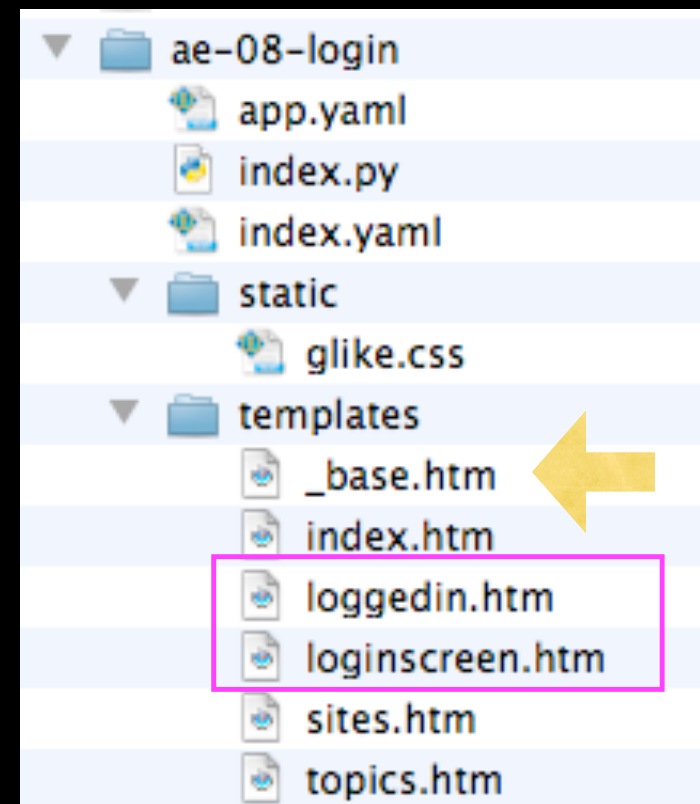 ae-08-login
app.yaml
index.py
index.yaml
static
glike.css
templates
_base.htm
index.htm
loggedin.htm
loginscreen.htm
sites.htm
topics.htm